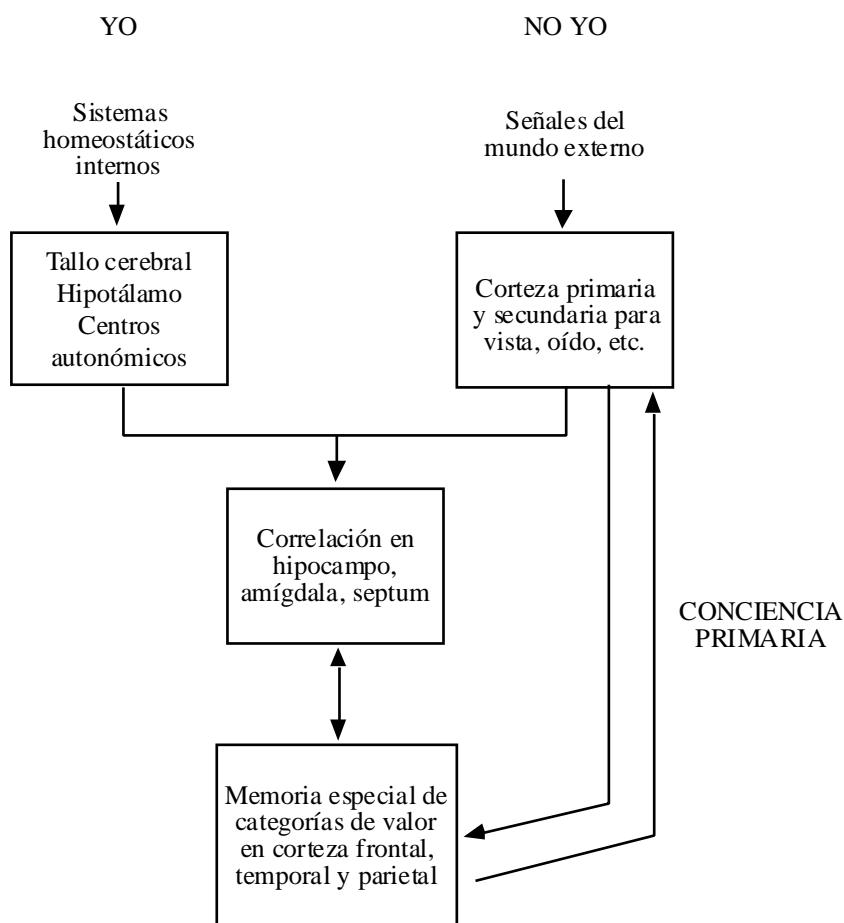 YO
NO YO
Sistemas
homeostáticos
internos
Señales del
mundo externo
Tallo cerebral
Hipotálamo
Centros
autonómicos
Corteza primaria
y secundaria para
vista, oído, etc.
Correlación en
hipocampo,
amígdala, septum
CONCIENCIA
PRIMARIA
Memoria especial de
categorías de valor
en corteza frontal,
temporal y parietal